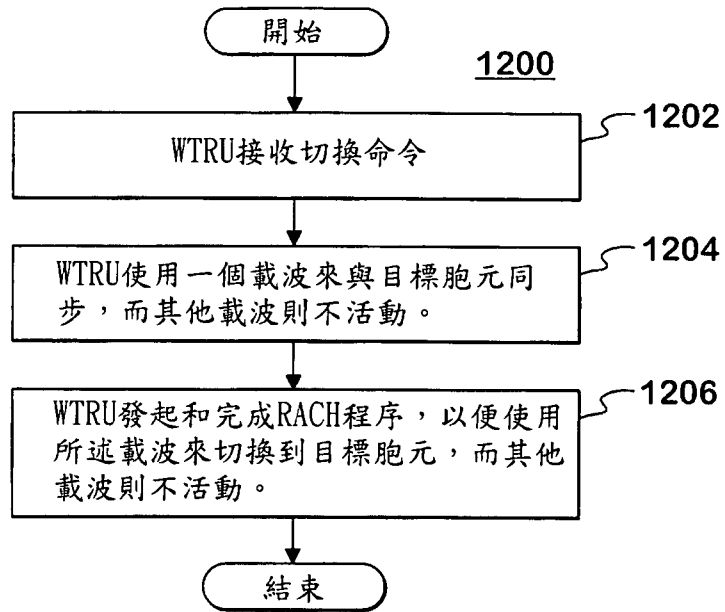 開始
1200
1202
WTRU接收切換命令
1204
WTRU使用一個載波來與目標胞元同
步,而其他載波則不活動。
1206
WTRU發起和完成RACH程序,以便使用
所述載波來切換到目標胞元,而其他
載波則不活動。
結束